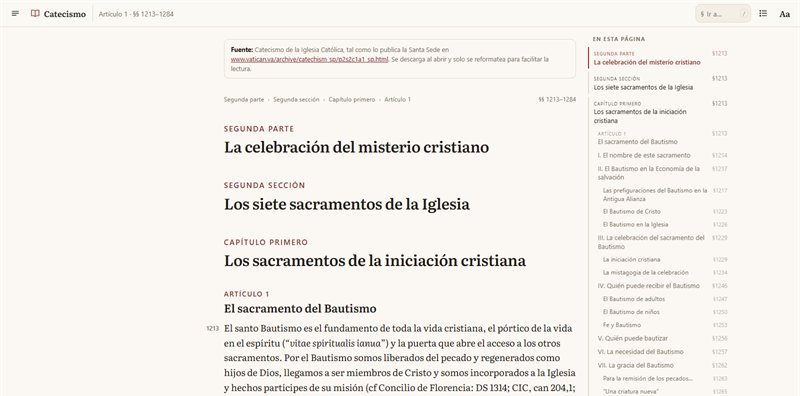 Catecismo
Artículo 1 · §§ 1213–1284
§ Ir a...
/
Aa
Fuente: Catecismo de la Iglesia Católica, tal como lo publica la Santa Sede en
www.vatican.va/archive/catechism_sp/p2s2c1a1_sp.html. Se descarga al abrir y solo se reformatea para facilitar la
lectura.
Segunda parte › Segunda sección › Capítulo primero › Artículo 1
§§ 1213–1284
SEGUNDA PARTE
La celebración del misterio cristiano
SEGUNDA SECCIÓN
Los siete sacramentos de la Iglesia
CAPÍTULO PRIMERO
Los sacramentos de la iniciación cristiana
ARTÍCULO 1
El sacramento del Bautismo
1213 El santo Bautismo es el fundamento de toda la vida cristiana, el pórtico de la vida
en el espíritu (“vitae spiritualis ianua”) y la puerta que abre el acceso a los otros
sacramentos. Por el Bautismo somos liberados del pecado y regenerados como
hijos de Dios, llegamos a ser miembros de Cristo y somos incorporados a la Iglesia
y hechos partícipes de su misión (cf Concilio de Florencia: DS 1314; CIC, can 204,1;
EN ESTA PÁGINA
SEGUNDA PARTE §1213
La celebración del misterio cristiano
SEGUNDA SECCIÓN §1213
Los siete sacramentos de la Iglesia
CAPÍTULO PRIMERO §1213
Los sacramentos de la iniciación
cristiana
ARTÍCULO 1 §1213
El sacramento del Bautismo
I. El nombre de este sacramento §1214
II. El Bautismo en la Economía de la §1217
salvación
Las prefiguraciones del Bautismo en la §1217
Antigua Alianza
El Bautismo de Cristo §1223
El Bautismo en la Iglesia §1226
III. La celebración del sacramento del §1229
Bautismo
La iniciación cristiana §1229
La mistagogia de la celebración §1234
IV. Quién puede recibir el Bautismo §1246
El Bautismo de adultos §1247
El Bautismo de niños §1250
Fe y Bautismo §1253
V. Quién puede bautizar §1256
VI. La necesidad del Bautismo §1257
VII. La gracia del Bautismo §1262
Para la remisión de los pecados... §1263
“Una criatura nueva” §1265